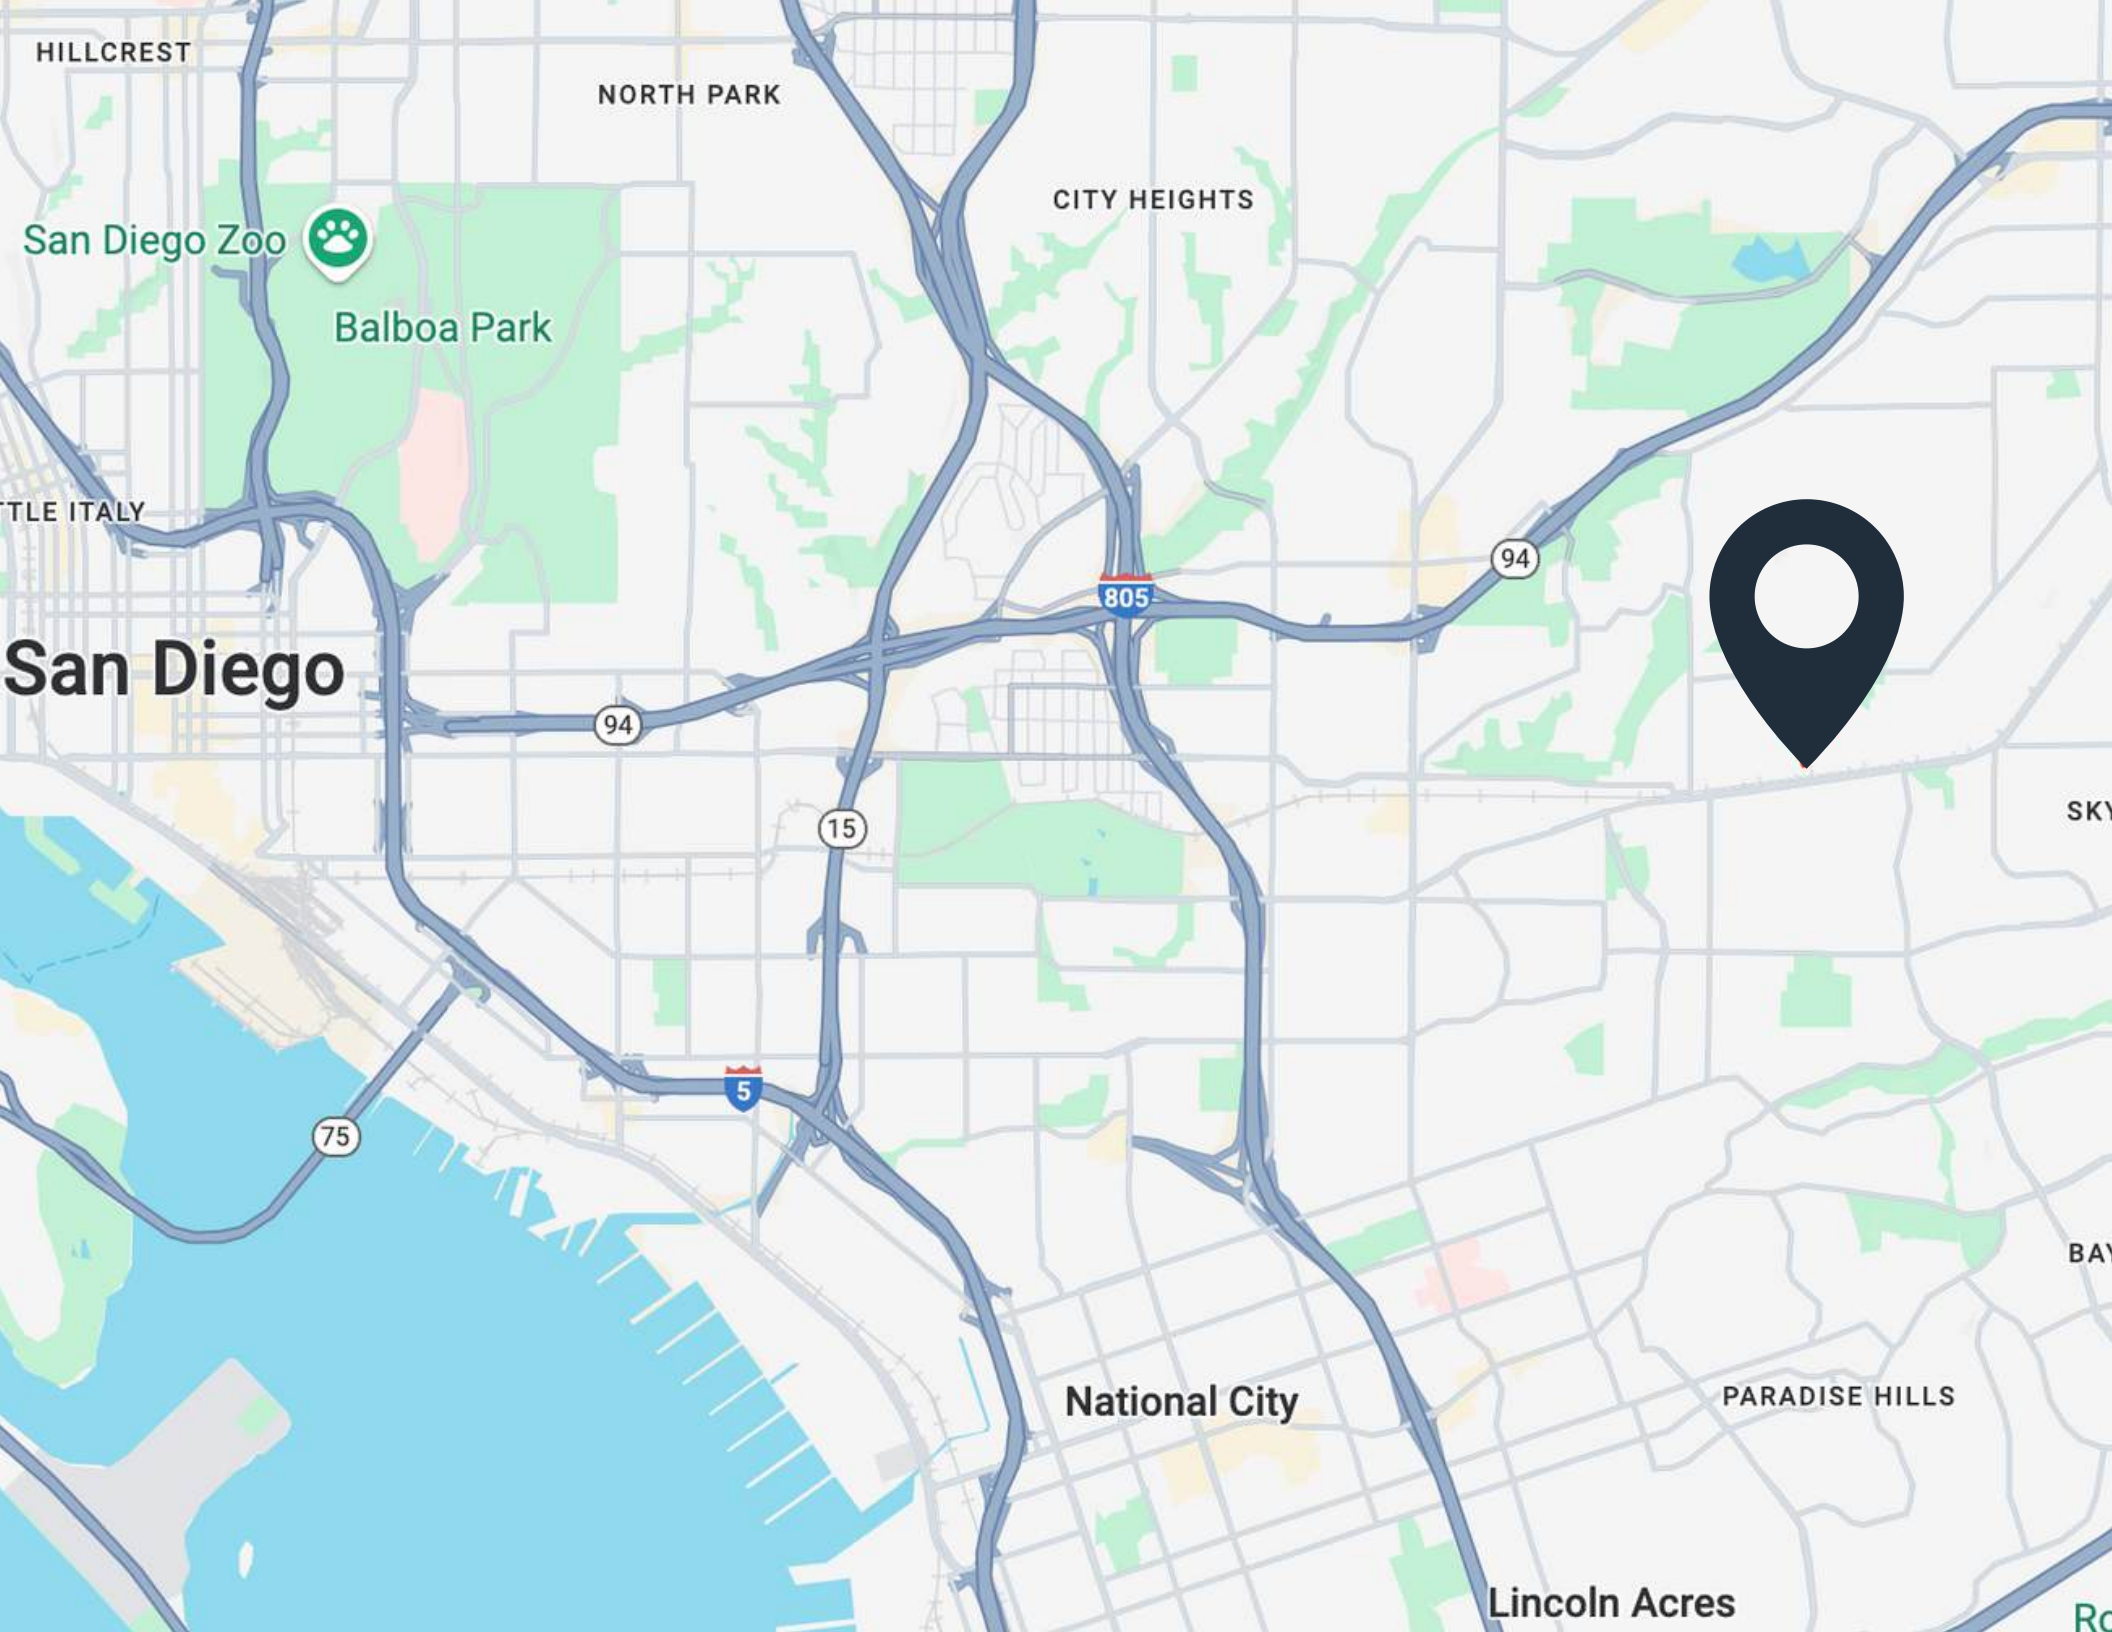 HILLCREST
NORTH PARK
CITY HEIGHTS
San Diego Zoo
Balboa Park
TTLE ITALY
94
805
San Diego
94
15
SKY
5
75
BAY
National City
PARADISE HILLS
Lincoln Acres
Ro